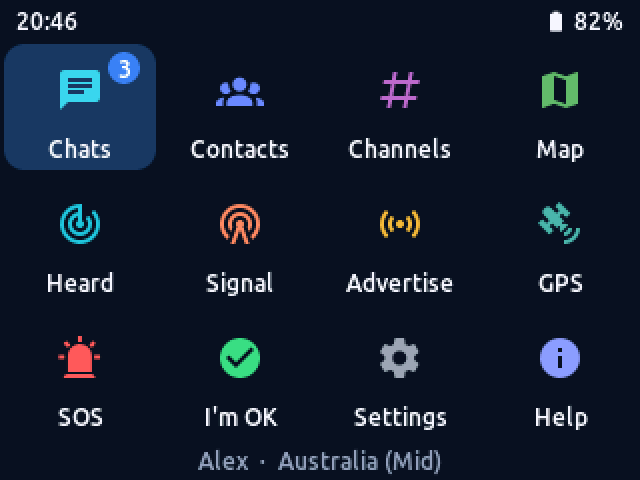 20:46 82%
3
Chats Contacts Channels Map
Heard Signal Advertise GPS
SOS I'm OK Settings Help
Alex · Australia (Mid)